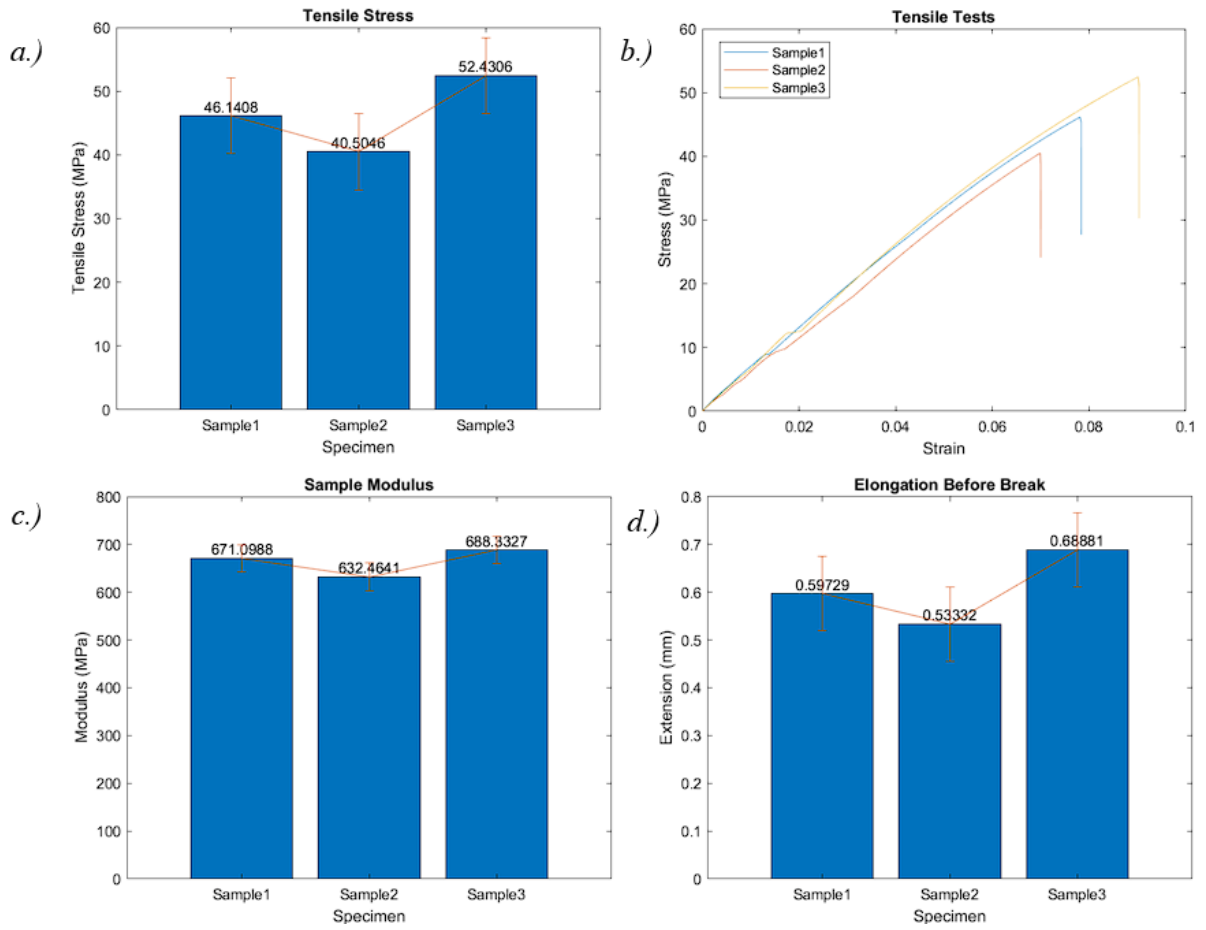 a.)
Tensile Stress
60
50
40
30
20
10
0
Tensile Stress (MPa)
46.1408
40.5046
52.4306
Sample1 Sample2 Sample3
Specimen
b.)
Tensile Tests
Sample1
Sample2
Sample3
60
50
40
30
20
10
0
Stress (MPa)
0 0.02 0.04 0.06 0.08 0.1
Strain
c.)
Sample Modulus
800
700
600
500
400
300
200
100
0
Modulus (MPa)
671.0988
632.4641
688.3327
Sample1 Sample2 Sample3
Specimen
d.)
Elongation Before Break
0.8
0.7
0.6
0.5
0.4
0.3
0.2
0.1
0
Extension (mm)
0.59729
0.53332
0.68881
Sample1 Sample2 Sample3
Specimen